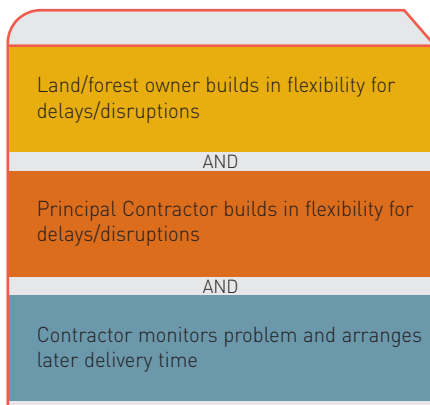 Land/forest owner builds in flexibility for
delays/disruptions
AND
Principal Contractor builds in flexibility for
delays/disruptions
AND
Contractor monitors problem and arranges
later delivery time